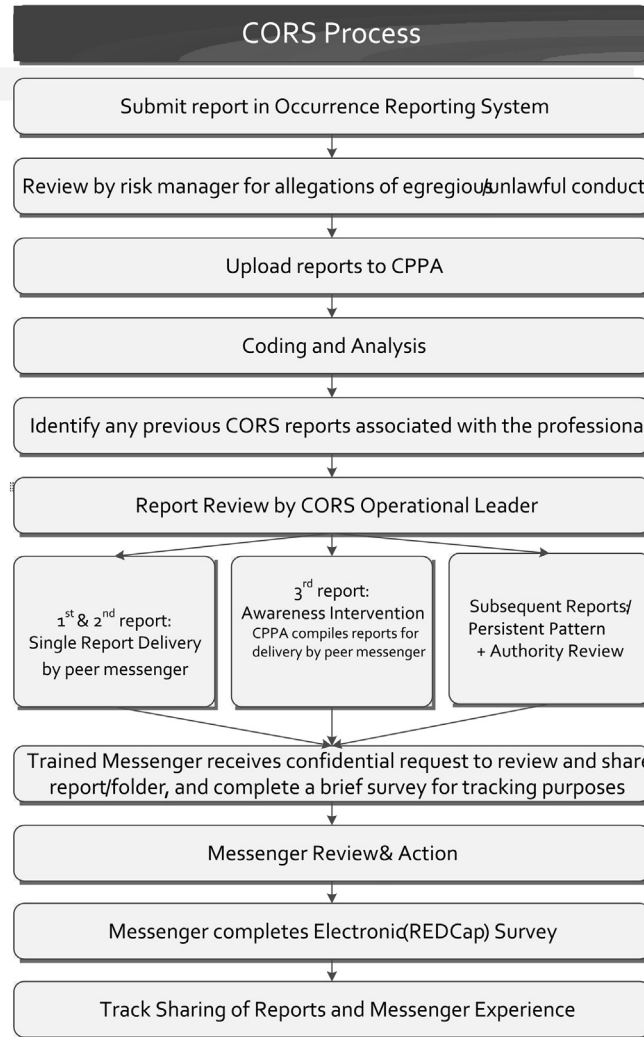 CORS Process
Submit report in Occurrence Reporting System
Review by risk manager for allegations of egregious/unlawful conduct
Upload reports to CPPA
Coding and Analysis
Identify any previous CORS reports associated with the professiona
Report Review by CORS Operational Leader
1st & 2nd report:
Single Report Delivery
by peer messenger
3rd report:
Awareness Intervention
CPPA compiles reports for
delivery by peer messenger
Subsequent Reports/
Persistent Pattern
+ Authority Review
Trained Messenger receives confidential request to review and share
report/folder, and complete a brief survey for tracking purposes
Messenger Review& Action
Messenger completes Electronic(REDCap) Survey
Track Sharing of Reports and Messenger Experience